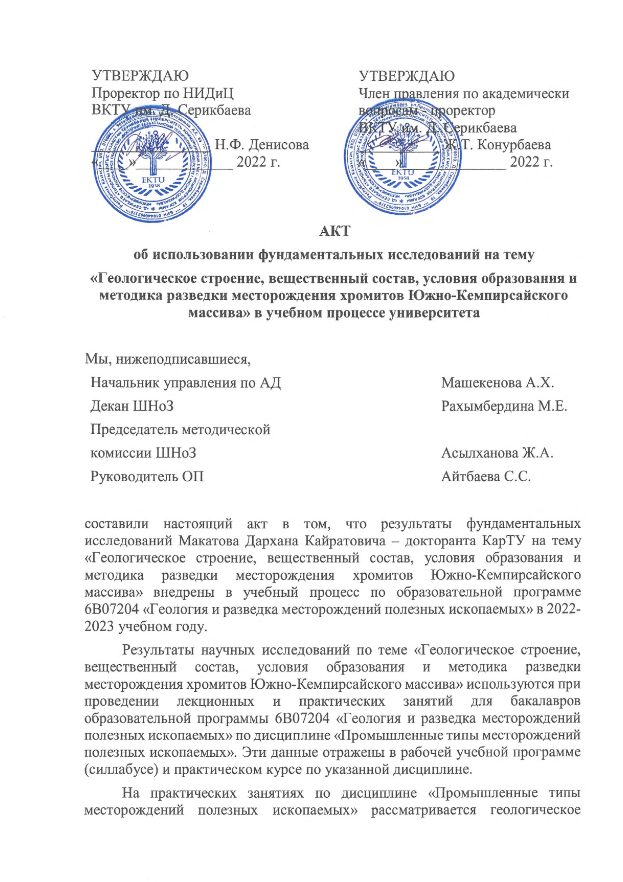 УТВЕРЖДАЮ
Проректор по НИДиЦ
ВКТУ им. Д. Серикбаева
Н.Ф. Денисова
« » 2022 г.
УТВЕРЖДАЮ
Член правления по академически
вопросам - проректор
ВКТУ им. Д. Серикбаева
Ж.Т. Конурбаева
« » 2022 г.
EKTU
1958
EKTU
1958
АКТ
об использовании фундаментальных исследований на тему
«Геологическое строение, вещественный состав, условия образования и
методика разведки месторождения хромитов Южно-Кемпирсайского
массива» в учебном процессе университета
Мы, нижеподписавшиеся,
Начальник управления по АД Машекенова А.Х.
Декан ШНоЗ Рахымбердина М.Е.
Председатель методической
комиссии ШНоЗ Асылханова Ж.А.
Руководитель ОП Айтбаева С.С.
составили настоящий акт в том, что результаты фундаментальных
исследований Макатова Дархана Кайратовича – докторанта КарТУ на тему
«Геологическое строение, вещественный состав, условия образования и
методика разведки месторождения хромитов Южно-Кемпирсайского
массива» внедрены в учебный процесс по образовательной программе
6В07204 «Геология и разведка месторождений полезных ископаемых» в 2022-
2023 учебном году.
Результаты научных исследований по теме «Геологическое строение,
вещественный состав, условия образования и методика разведки
месторождения хромитов Южно-Кемпирсайского массива» используются при
проведении лекционных и практических занятий для бакалавров
образовательной программы 6В07204 «Геология и разведка месторождений
полезных ископаемых» по дисциплине «Промышленные типы месторождений
полезных ископаемых». Эти данные отражены в рабочей учебной программе
(силлабусе) и практическом курсе по указанной дисциплине.
На практических занятиях по дисциплине «Промышленные типы
месторождений полезных ископаемых» рассматривается геологическое